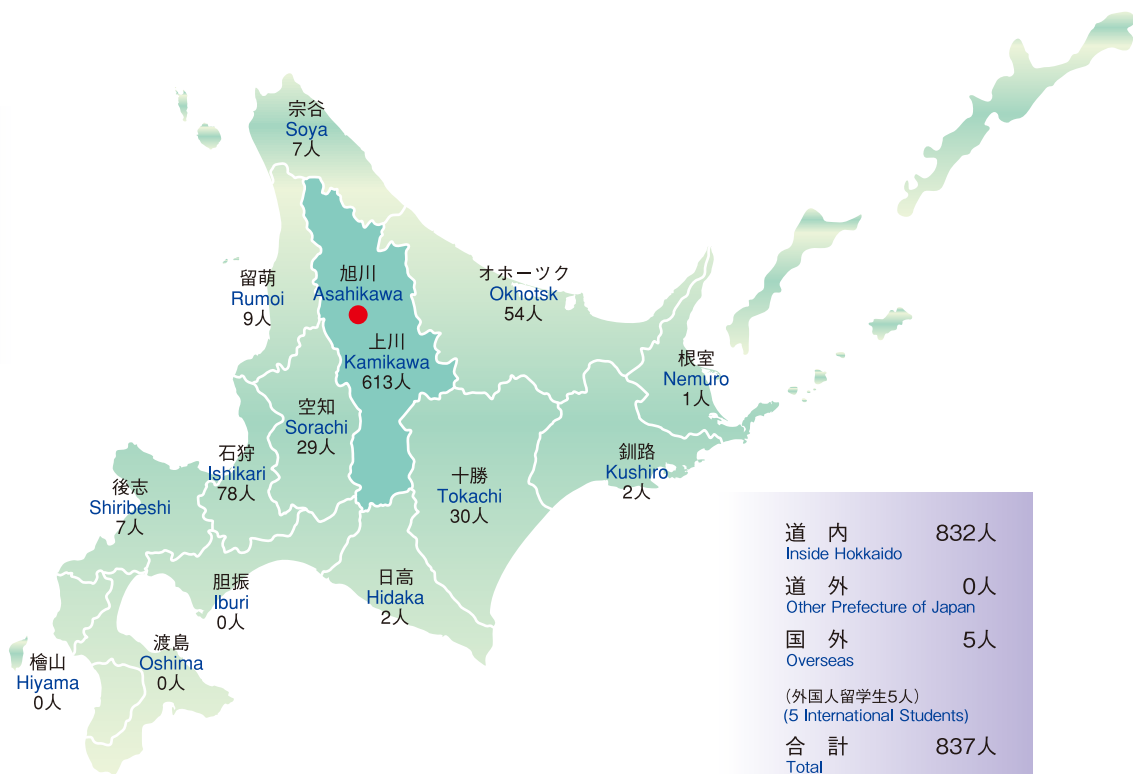 宗谷
Soya
7人
留萌
Rumoi
9人
旭川
Asahikawa
上川
Kamikawa
613人
オホーツク
Okhotsk
54人
根室
Nemuro
1人
空知
Sorachi
29人
石狩
Ishikari
78人
後志
Shiribeshi
7人
十勝
Tokachi
30人
釧路
Kushiro
2人
胆振
Iburi
0人
日高
Hidaka
2人
渡島
Oshima
0人
檜山
Hiyama
0人
道 内 832人
Inside Hokkaido
道 外 0人
Other Prefecture of Japan
国 外 5人
Overseas
(外国人留学生5人)
(5 International Students)
合 計 837人
Total